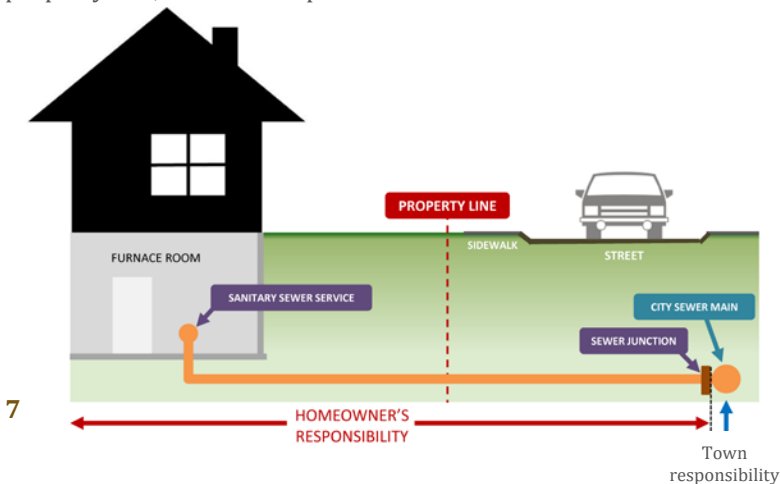 PROPERTY LINE
SIDEWALK
STREET
FURNACE ROOM
SANITARY SEWER SERVICE
CITY SEWER MAIN
SEWER JUNCTION
7
HOMEOWNER'S
RESPONSIBILITY
Town
responsibility